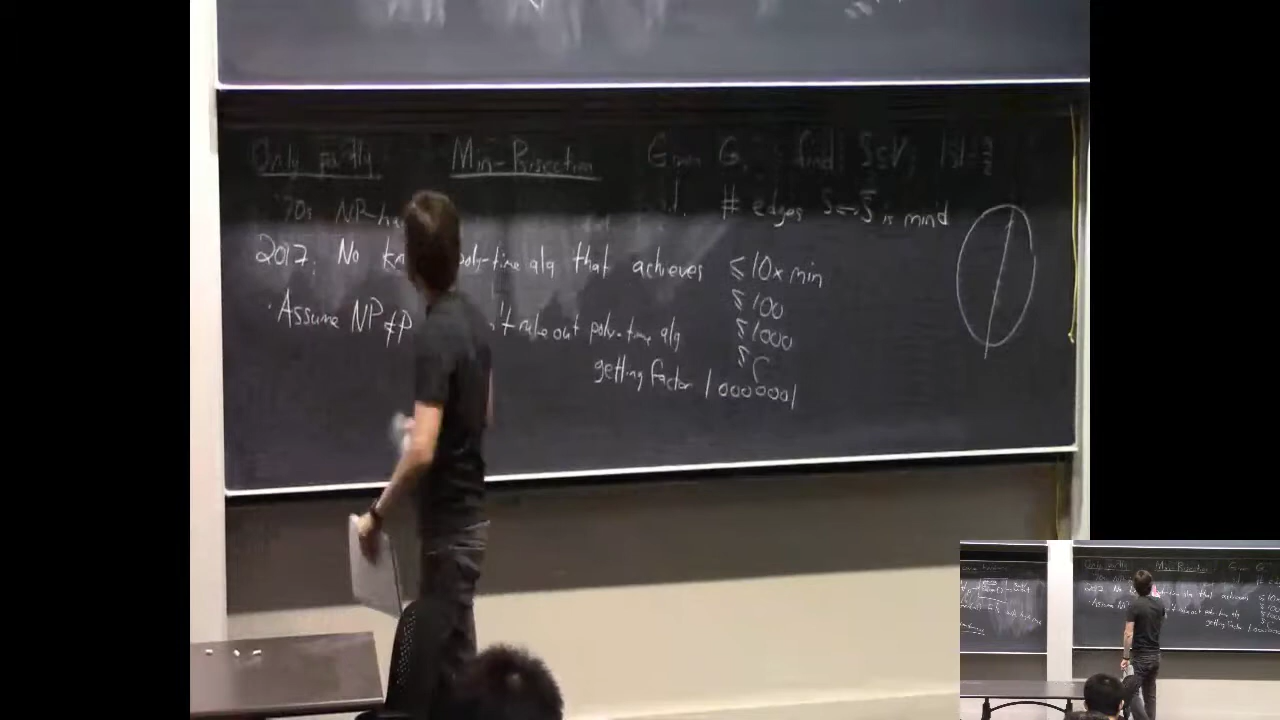 Only partly Min-Bisection Given G, find S⊆V, |S|=n/2
'70s NP-ha # edges S↔S̄ is min'd
2017: No kn poly-time alg that achieves ≤10x min
≤100
• Assume NP⊄P 't rule out poly-time alg ≤1000
getting factor 1.0000001